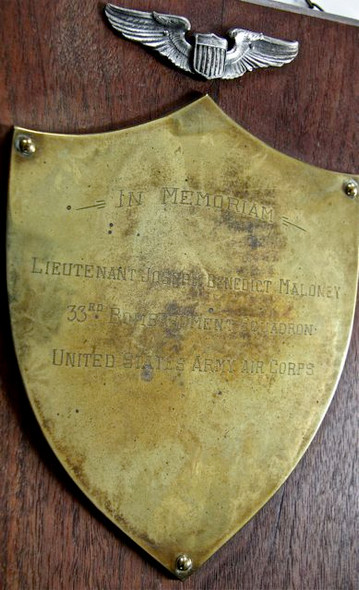 In Memoriam
Lieutenant Joseph Benedict Maloney
33RD Bombardment Squadron
United States Army Air Corps